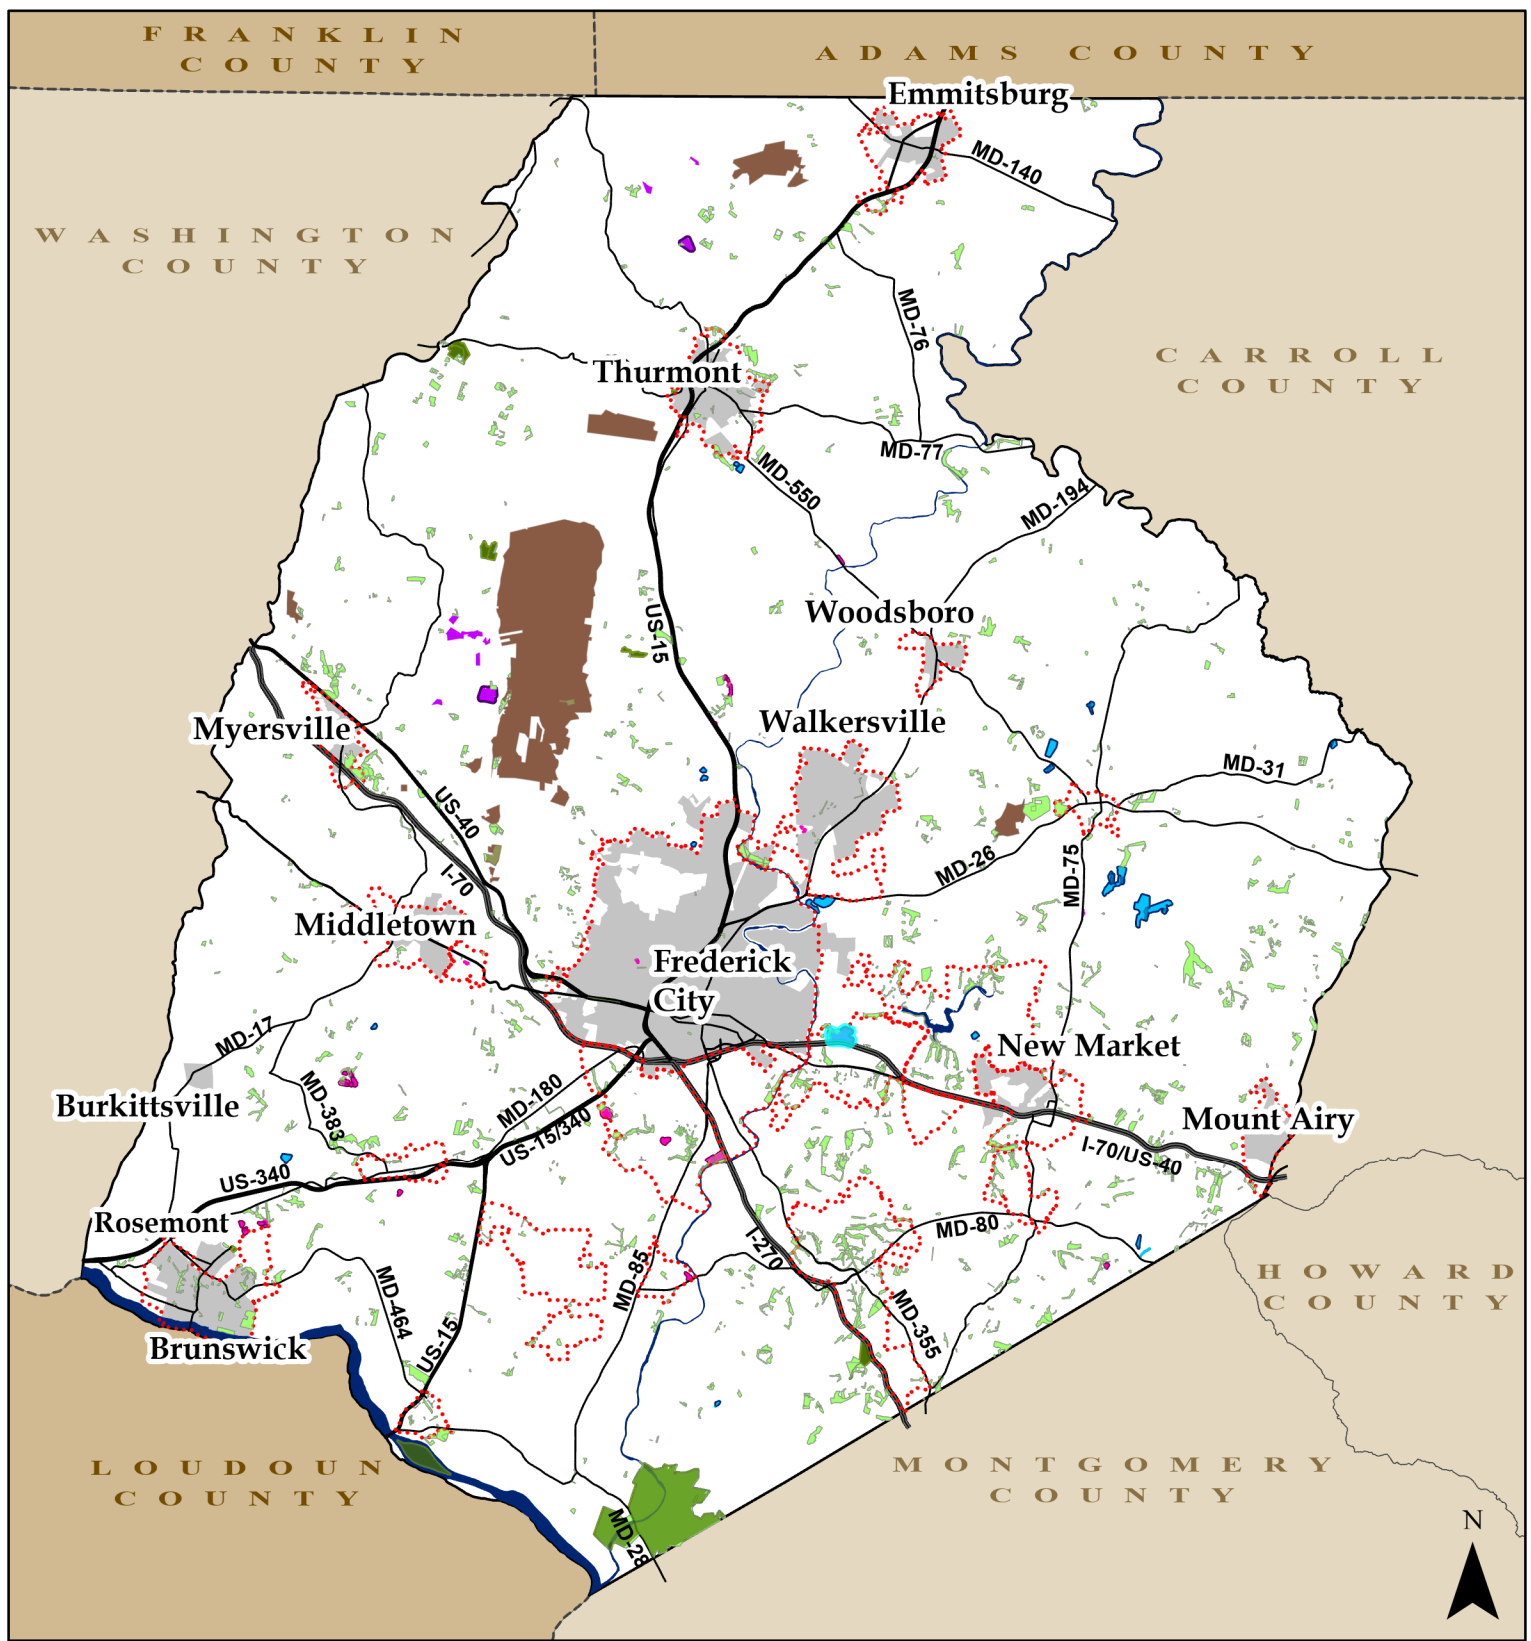 FRANKLIN
COUNTY
ADAMS COUNTY
Emmitsburg
MD-140
WASHINGTON
COUNTY
MD-76
CARROLL
COUNTY
Thurmont
MD-77
MD-550
MD-194
US-15
Woodsboro
Myersville
Walkersville
MD-31
US-40
I-70
MD-26
MD-75
Middletown
Frederick
City
MD-17
New Market
Burkittsville
MD-383
MD-180
US-15/340
Mount Airy
I-70/US-40
US-340
Rosemont
MD-80
I-270
MD-85
HOWARD
COUNTY
MD-464
US-15
MD-355
Brunswick
LOUDOUN
COUNTY
MONTGOMERY
COUNTY
MD-28
N